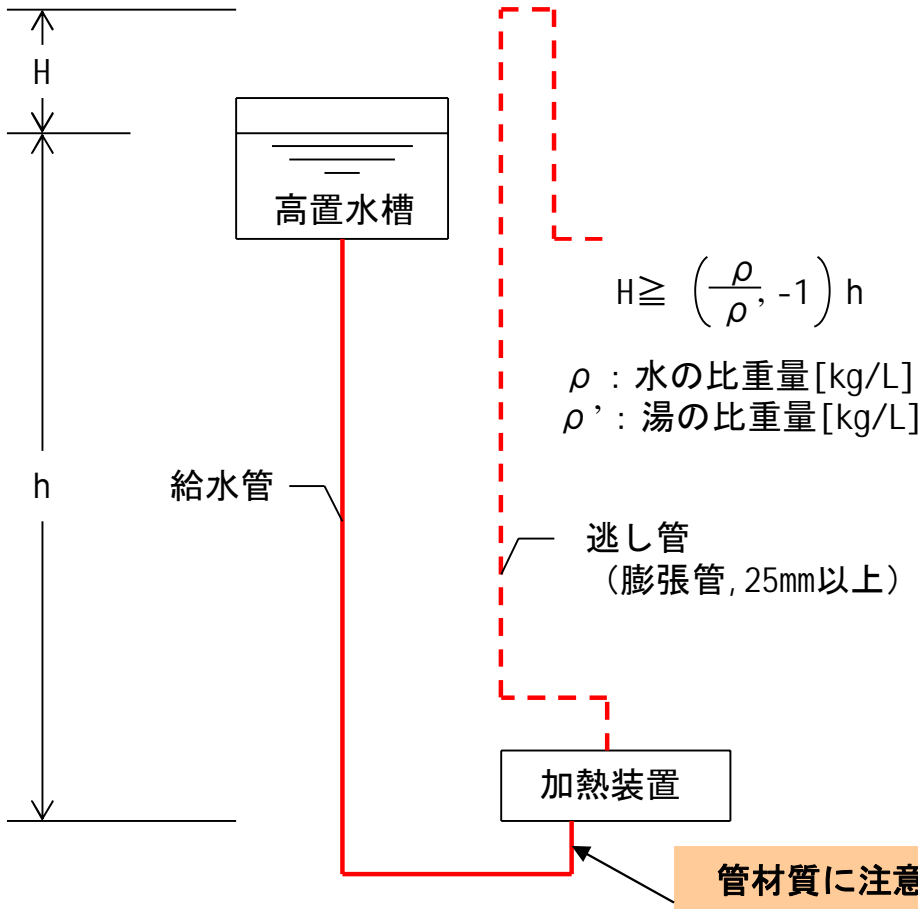 H
高置水槽
H≧ (ρ/ρ’ -1) h
ρ : 水の比重量[kg/L]
ρ’: 湯の比重量[kg/L]
h
給水管
逃し管
(膨張管,25mm以上)
加熱装置
管材質に注意